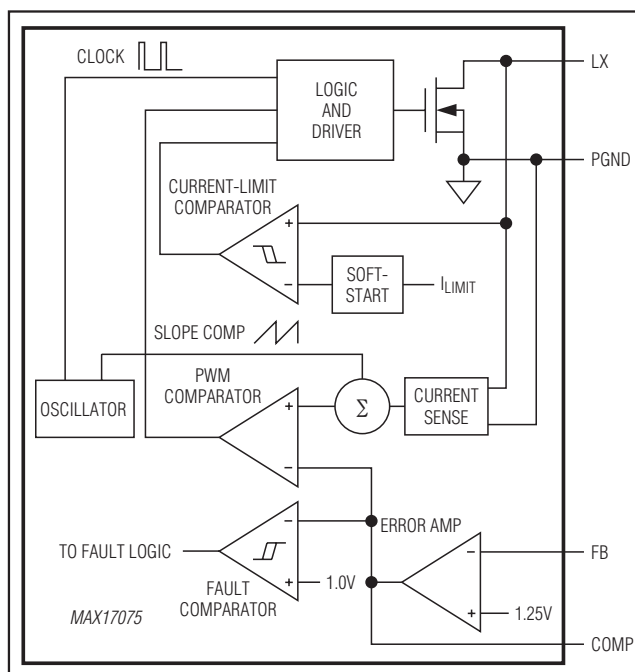 CLOCK
LOGIC
AND
DRIVER
LX
PGND
CURRENT-LIMIT
COMPARATOR
+
−
SOFT-
START
ILIMIT
SLOPE COMP
PWM
COMPARATOR
OSCILLATOR
+
−
Σ
CURRENT
SENSE
ERROR AMP
TO FAULT LOGIC
−
+
1.0V
FAULT
COMPARATOR
−
+
1.25V
FB
MAX17075
COMP